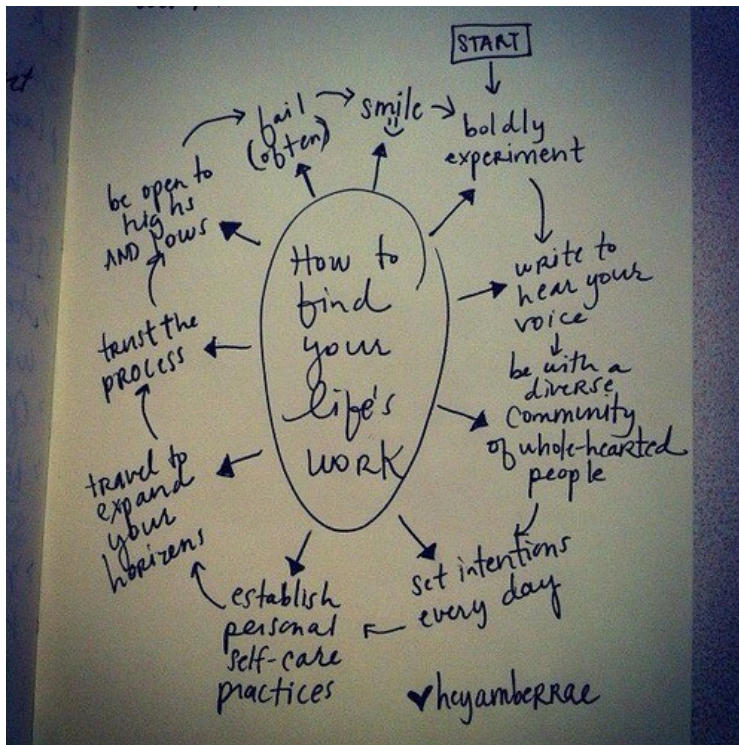 START
boldly
experiment
write to
hear your
voice
be with a
diverse
community
of whole-hearted
people
set intentions
every day
establish
personal
self-care
practices
travel to
expand
your
horizens
trust the
PROCESS
be open to
highs
AND lows
fail
(often)
smile
How to
find
your
life's
WORK
♥heyamberrae